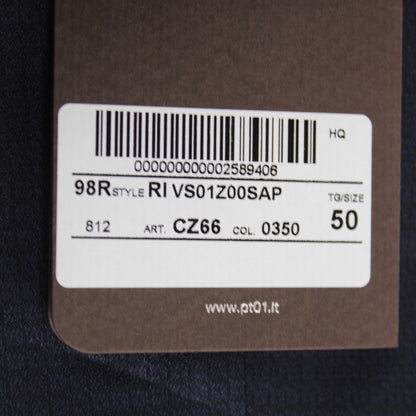 HQ
000000000002589406
98R STYLE RI VS01Z00SAP TG/SIZE
812 ART. CZ66 COL. 0350 50
www.pt01.it